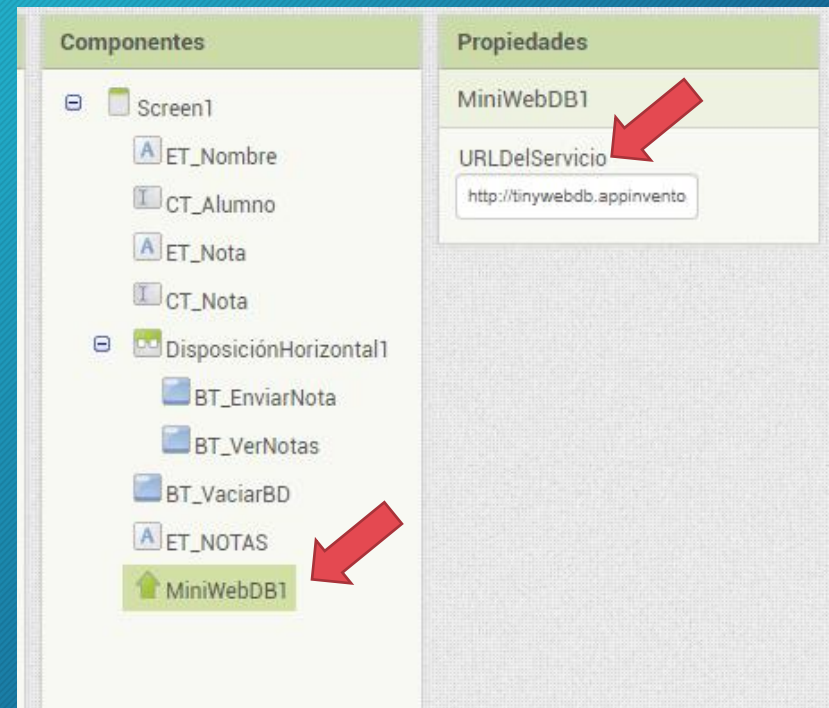 Componentes
Screen1
ET_Nombre
CT_Alumno
ET_Nota
CT_Nota
DisposiciónHorizontal1
BT_EnviarNota
BT_VerNotas
BT_VaciarBD
ET_NOTAS
MiniWebDB1
Propiedades
MiniWebDB1
URLDelServicio
http://tinywebdb.appinvento